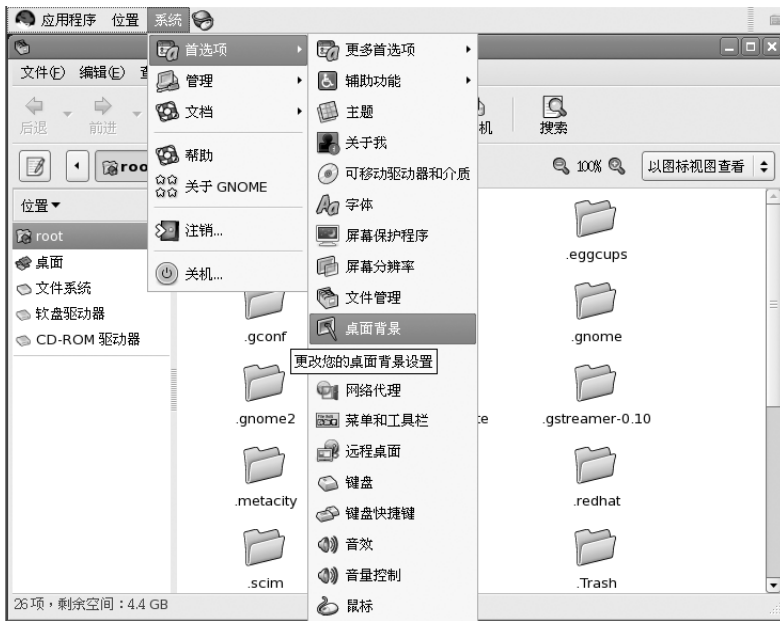 应用程序 位置 系统
文件(F) 编辑(E)
后退 前进
搜索
root
100%
以图标视图查看
位置
root
桌面
文件系统
软盘驱动器
CD-ROM 驱动器
首选项
管理
文档
帮助
关于 GNOME
注销...
关机...
更多首选项
辅助功能
主题
关于我
可移动驱动器和介质
字体
屏幕保护程序
屏幕分辨率
文件管理
桌面背景
更改您的桌面背景设置
网络代理
菜单和工具栏
远程桌面
键盘
键盘快捷键
音效
音量控制
鼠标
.eggcups
.gconf
.gnome
.gnome2
.gstreamer-0.10
.metacity
.redhat
.scim
.Trash
26项，剩余空间：4.4 GB